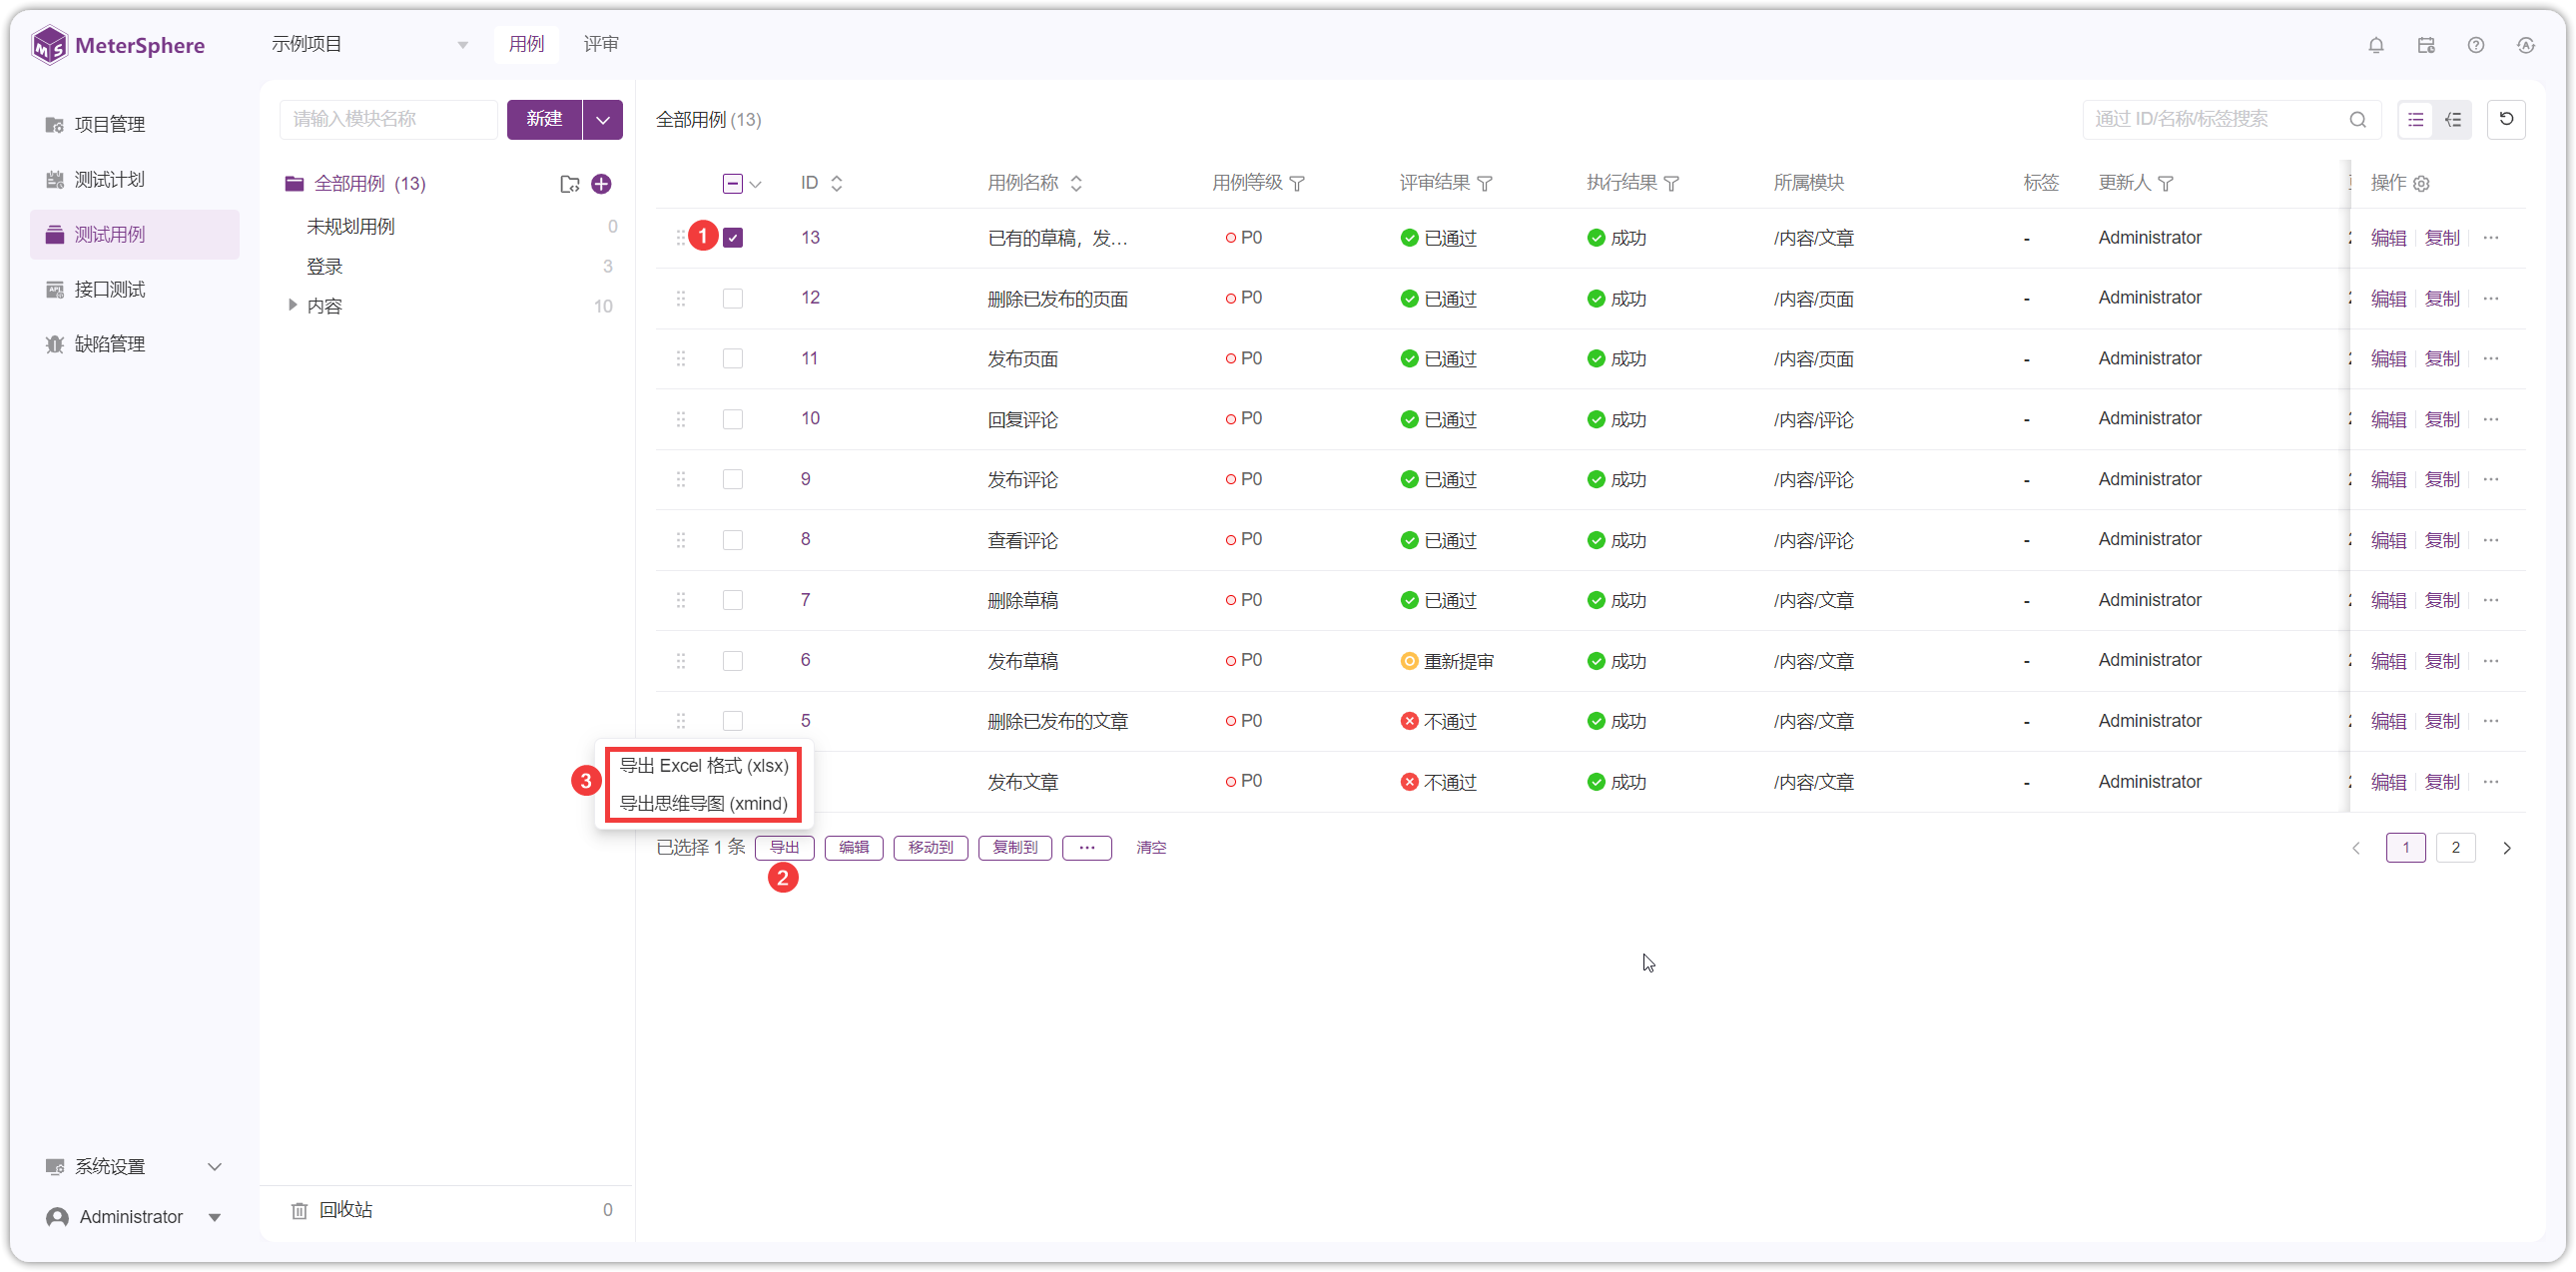 MeterSphere
示例项目
用例
评审
项目管理
测试计划
测试用例
接口测试
缺陷管理
系统设置
Administrator
请输入模块名称
新建
全部用例 (13)
未规划用例 0
登录 3
内容 10
回收站 0
全部用例 (13)
通过 ID/名称/标签搜索
ID 用例名称 用例等级 评审结果 执行结果 所属模块 标签 更新人 操作
1 13 已有的草稿，发... P0 已通过 成功 /内容/文章 - Administrator 编辑 复制 ...
12 删除已发布的页面 P0 已通过 成功 /内容/页面 - Administrator 编辑 复制 ...
11 发布页面 P0 已通过 成功 /内容/页面 - Administrator 编辑 复制 ...
10 回复评论 P0 已通过 成功 /内容/评论 - Administrator 编辑 复制 ...
9 发布评论 P0 已通过 成功 /内容/评论 - Administrator 编辑 复制 ...
8 查看评论 P0 已通过 成功 /内容/评论 - Administrator 编辑 复制 ...
7 删除草稿 P0 已通过 成功 /内容/文章 - Administrator 编辑 复制 ...
6 发布草稿 P0 重新提审 成功 /内容/文章 - Administrator 编辑 复制 ...
5 删除已发布的文章 P0 不通过 成功 /内容/文章 - Administrator 编辑 复制 ...
发布文章 P0 不通过 成功 /内容/文章 - Administrator 编辑 复制 ...
3
导出 Excel 格式 (xlsx)
导出思维导图 (xmind)
已选择 1 条 导出 编辑 移动到 复制到 ... 清空
2
1 2